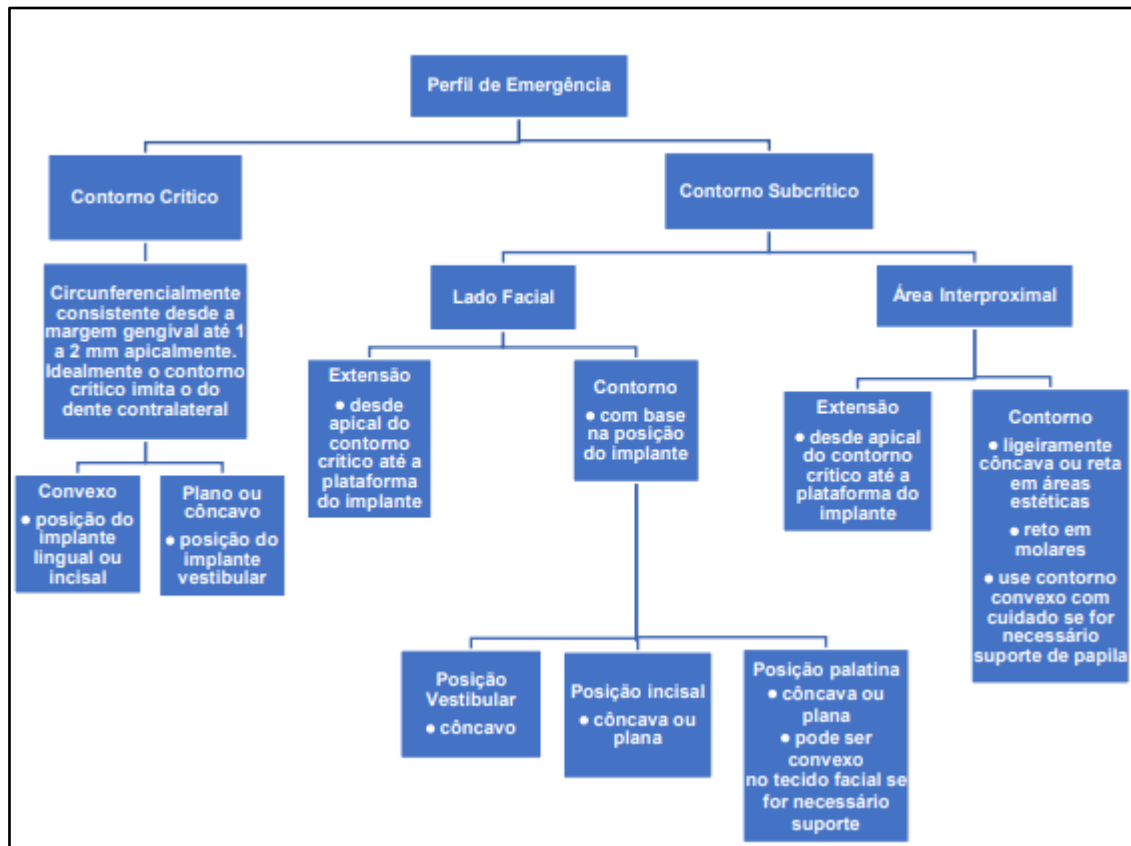 Perfil de Emergência
Contorno Crítico
Circunferencialmente
consistente desde a
margem gengival até 1
a 2 mm apicalmente.
Idealmente o contorno
crítico imita o do
dente contralateral
Convexo
● posição do
implante
lingual ou
incisal
Plano ou
côncavo
● posição do
implante
vestibular
Contorno Subcrítico
Lado Facial
Extensão
● desde
apical do
contorno
crítico até a
plataforma
do implante
Contorno
● com base
na posição
do implante
Posição
Vestibular
● côncavo
Posição incisal
● côncava ou
plana
Posição palatina
● côncava ou
plana
● pode ser
convexo
no tecido facial se
for necessário
suporte
Área Interproximal
Extensão
● desde apical
do contorno
crítico até a
plataforma do
implante
Contorno
● ligeiramente
côncava ou reta
em áreas
estéticas
● reto em
molares
● use contorno
convexo com
cuidado se for
necessário
suporte de papila